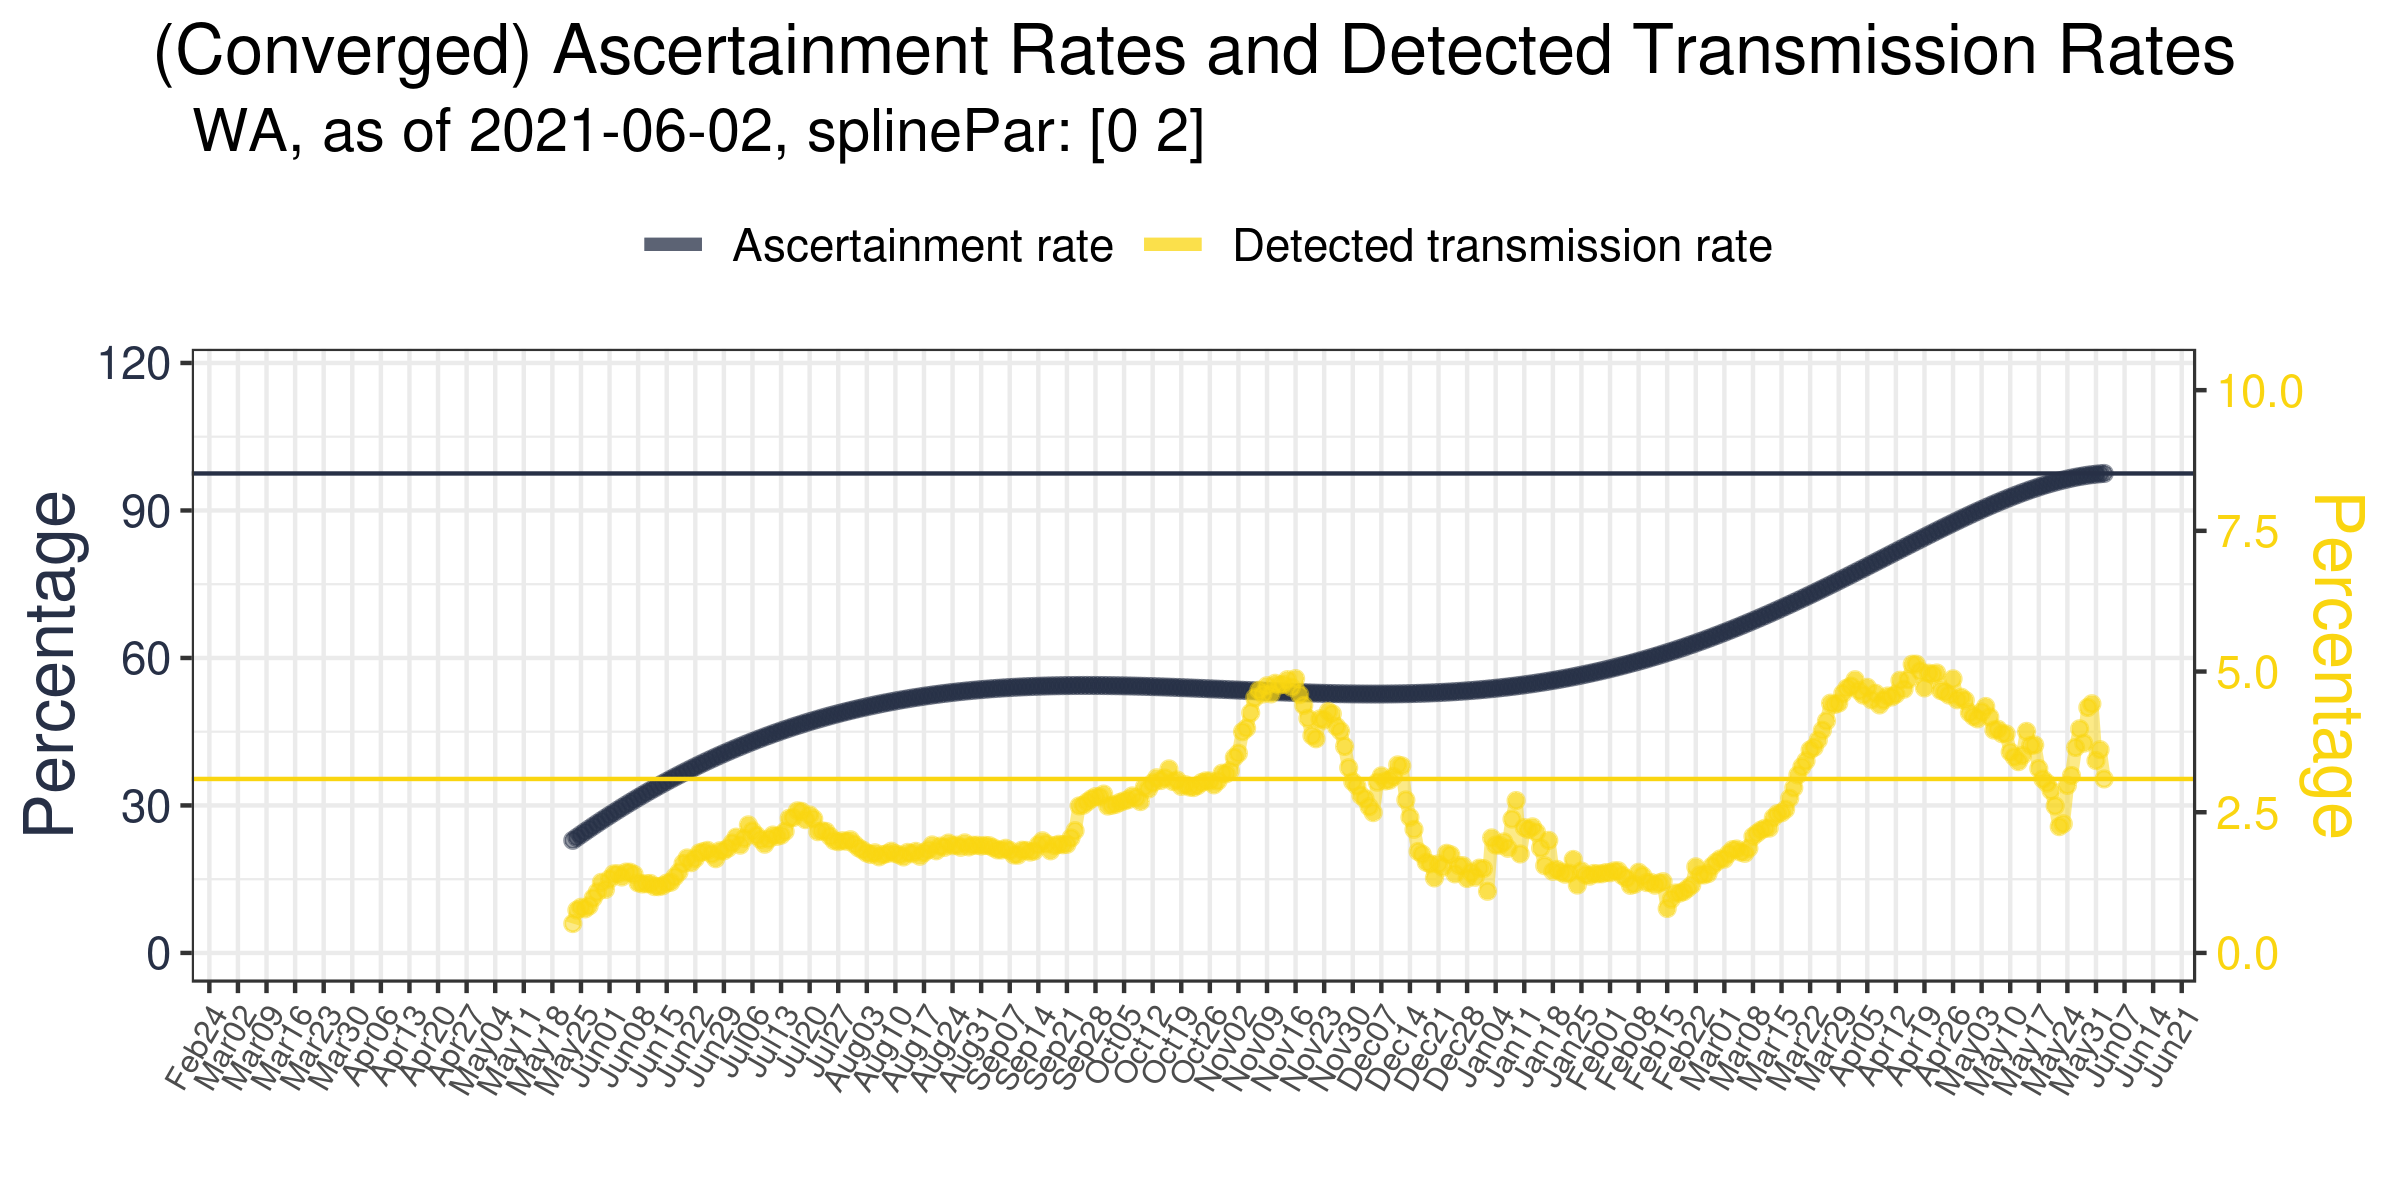 (Converged) Ascertainment Rates and Detected Transmission Rates
WA, as of 2021-06-02, splinePar: [0 2]
Ascertainment rate
Detected transmission rate
120
90
60
30
0
Percentage
10.0
7.5
5.0
2.5
0.0
Percentage
Feb24
Mar02
Mar09
Mar16
Mar23
Mar30
Apr06
Apr13
Apr20
Apr27
May04
May11
May18
May25
Jun01
Jun08
Jun15
Jun22
Jun29
Jul06
Jul13
Jul20
Jul27
Aug03
Aug10
Aug17
Aug24
Aug31
Sep07
Sep14
Sep21
Sep28
Oct05
Oct12
Oct19
Oct26
Nov02
Nov09
Nov16
Nov23
Nov30
Dec07
Dec14
Dec21
Dec28
Jan04
Jan11
Jan18
Jan25
Feb01
Feb08
Feb15
Feb22
Mar01
Mar08
Mar15
Mar22
Mar29
Apr05
Apr12
Apr19
Apr26
May03
May10
May17
May24
May31
Jun07
Jun14
Jun21